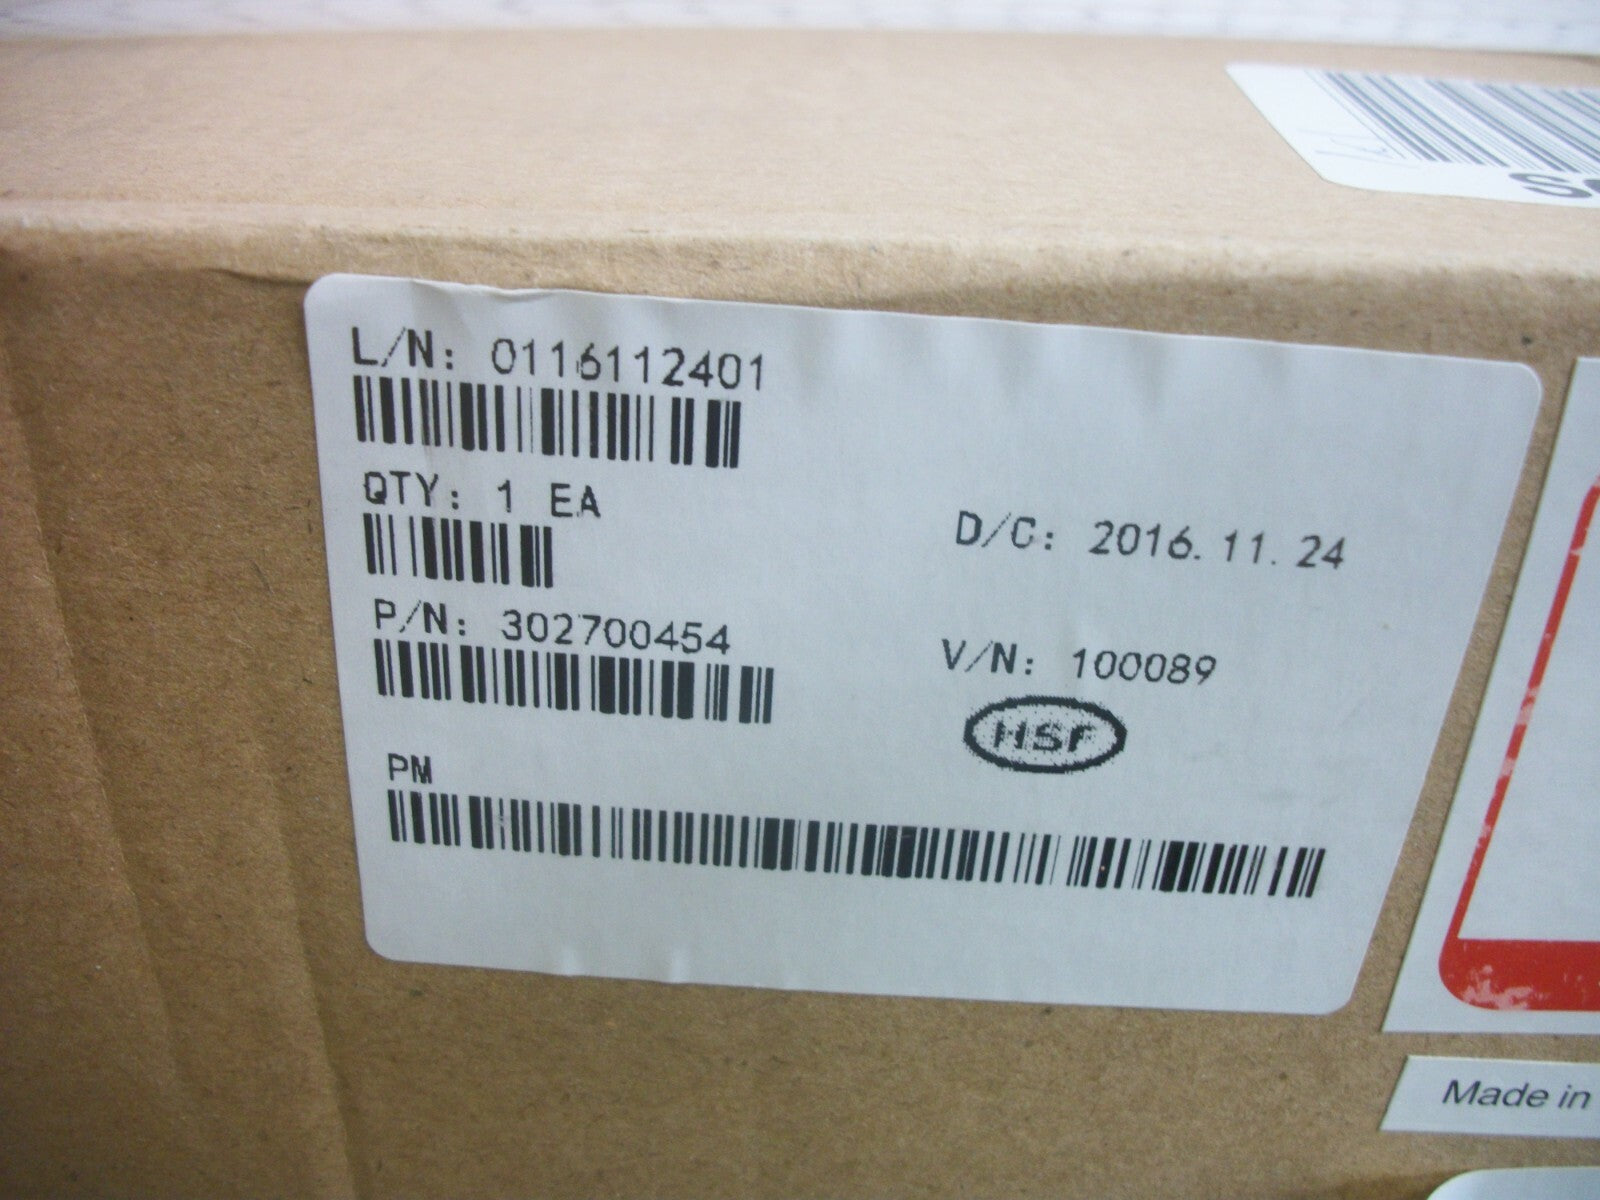 L/N: 0116112401
QTY: 1 EA
D/C: 2016.11.24
P/N: 302700454
V/N: 100089
HSF
PM
Made in